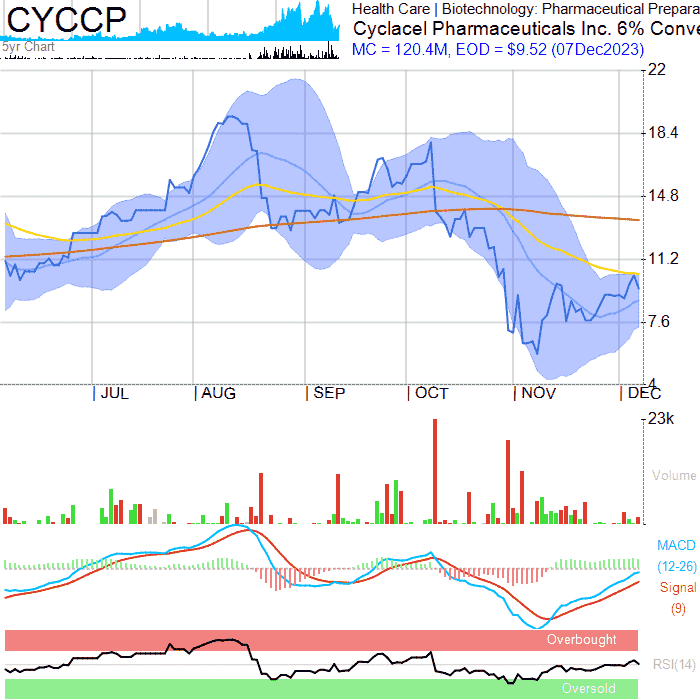 CYCCP
5yr Chart
Health Care | Biotechnology: Pharmaceutical Prepara
Cyclacel Pharmaceuticals Inc. 6% Conve
MC = 120.4M, EOD = $9.52 (07Dec2023)
22
18.4
14.8
11.2
7.6
4
JUL AUG SEP OCT NOV DEC
23k
Volume
MACD
(12-26)
Signal
(9)
Overbought
RSI(14)
Oversold